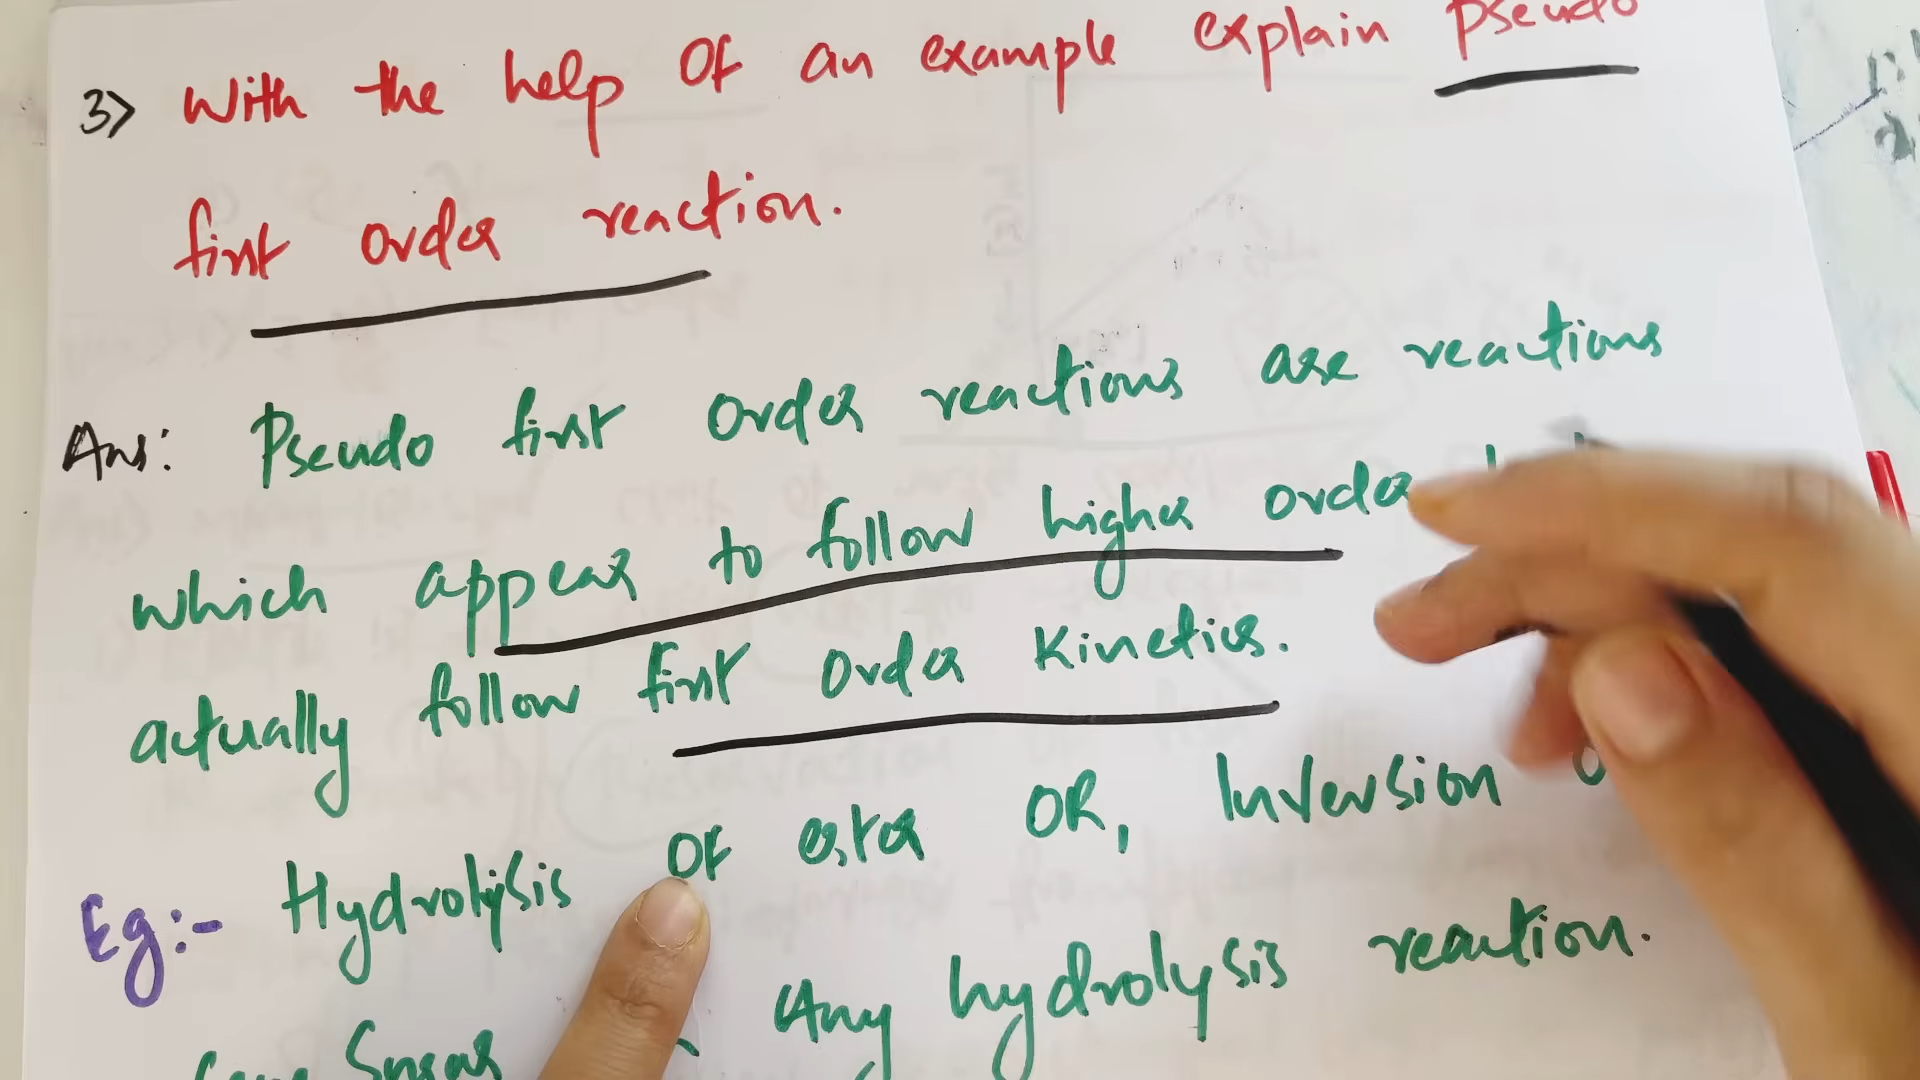 3) With the help Of an example explain pseudo
first order reaction.
Ans: Pseudo first order reactions are reactions
which appear to follow higher order
actually follow first order kinetics.
Eg:- Hydrolysis Of ester OR, Inversion
Cane Sugar Any hydrolysis reaction.